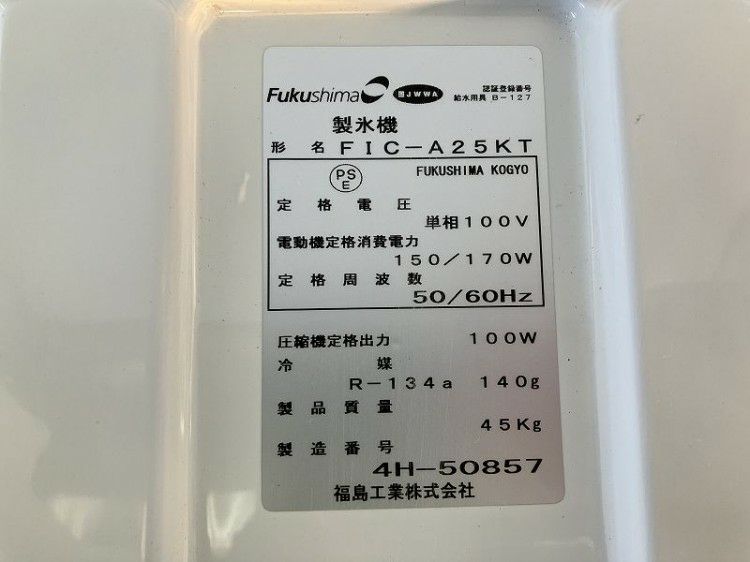 Fukushima JWWA 認証登録番号
給水用具 B-127
製氷機
形名 FIC-A25KT
PSE FUKUSHIMA KOGYO
定格電圧
単相100V
電動機定格消費電力
150/170W
定格周波数
50/60Hz
圧縮機定格出力 100W
冷媒
R-134a 140g
製品質量
45Kg
製造番号
4H-50857
福島工業株式会社